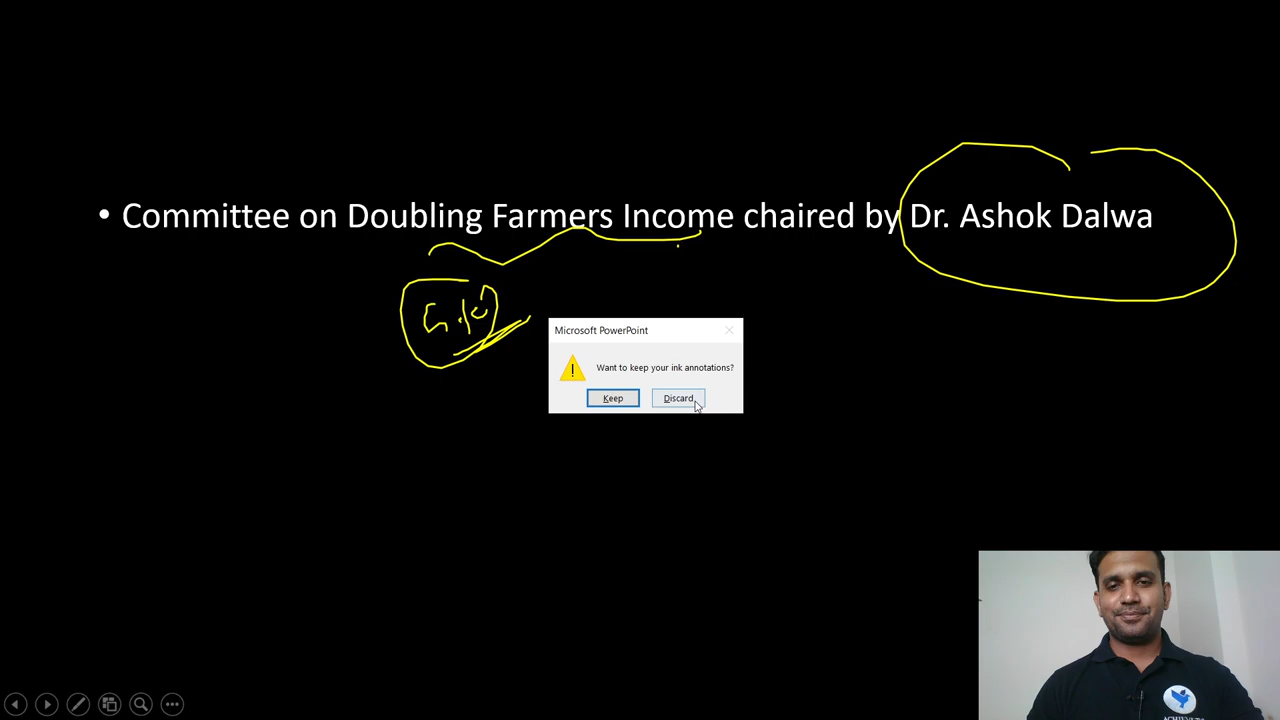 • Committee on Doubling Farmers Income chaired by Dr. Ashok Dalwa
Microsoft PowerPoint
Want to keep your ink annotations?
Keep
Discard